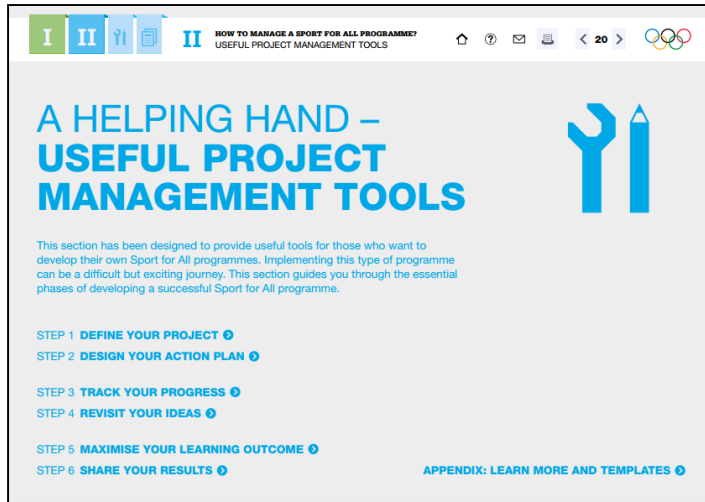 I II II HOW TO MANAGE A SPORT FOR ALL PROGRAMME?
USEFUL PROJECT MANAGEMENT TOOLS
? < 20 >
A HELPING HAND –
USEFUL PROJECT
MANAGEMENT TOOLS
This section has been designed to provide useful tools for those who want to
develop their own Sport for All programmes. Implementing this type of programme
can be a difficult but exciting journey. This section guides you through the essential
phases of developing a successful Sport for All programme.
STEP 1 DEFINE YOUR PROJECT
STEP 2 DESIGN YOUR ACTION PLAN
STEP 3 TRACK YOUR PROGRESS
STEP 4 REVISIT YOUR IDEAS
STEP 5 MAXIMISE YOUR LEARNING OUTCOME
STEP 6 SHARE YOUR RESULTS
APPENDIX: LEARN MORE AND TEMPLATES